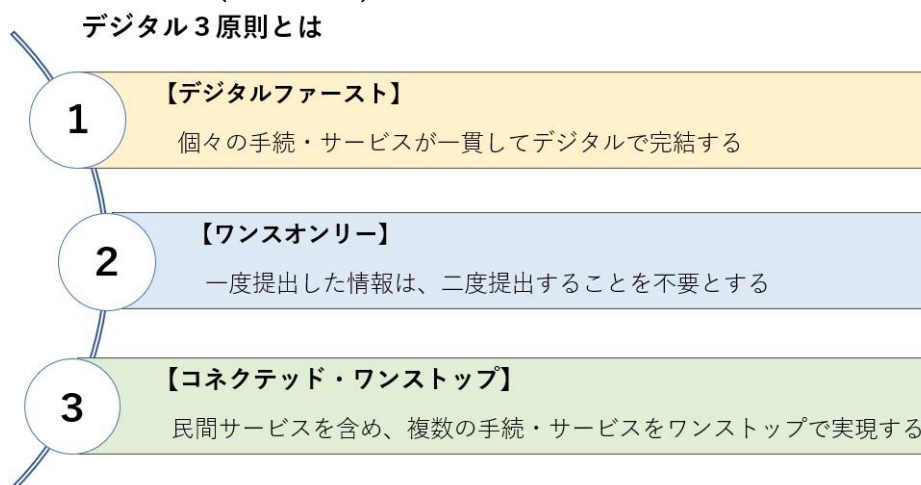 デジタル３原則とは
1
【デジタルファースト】
個々の手続・サービスが一貫してデジタルで完結する
2
【ワンスオンリー】
一度提出した情報は、二度提出することを不要とする
3
【コネクテッド・ワンストップ】
民間サービスを含め、複数の手続・サービスをワンストップで実現する